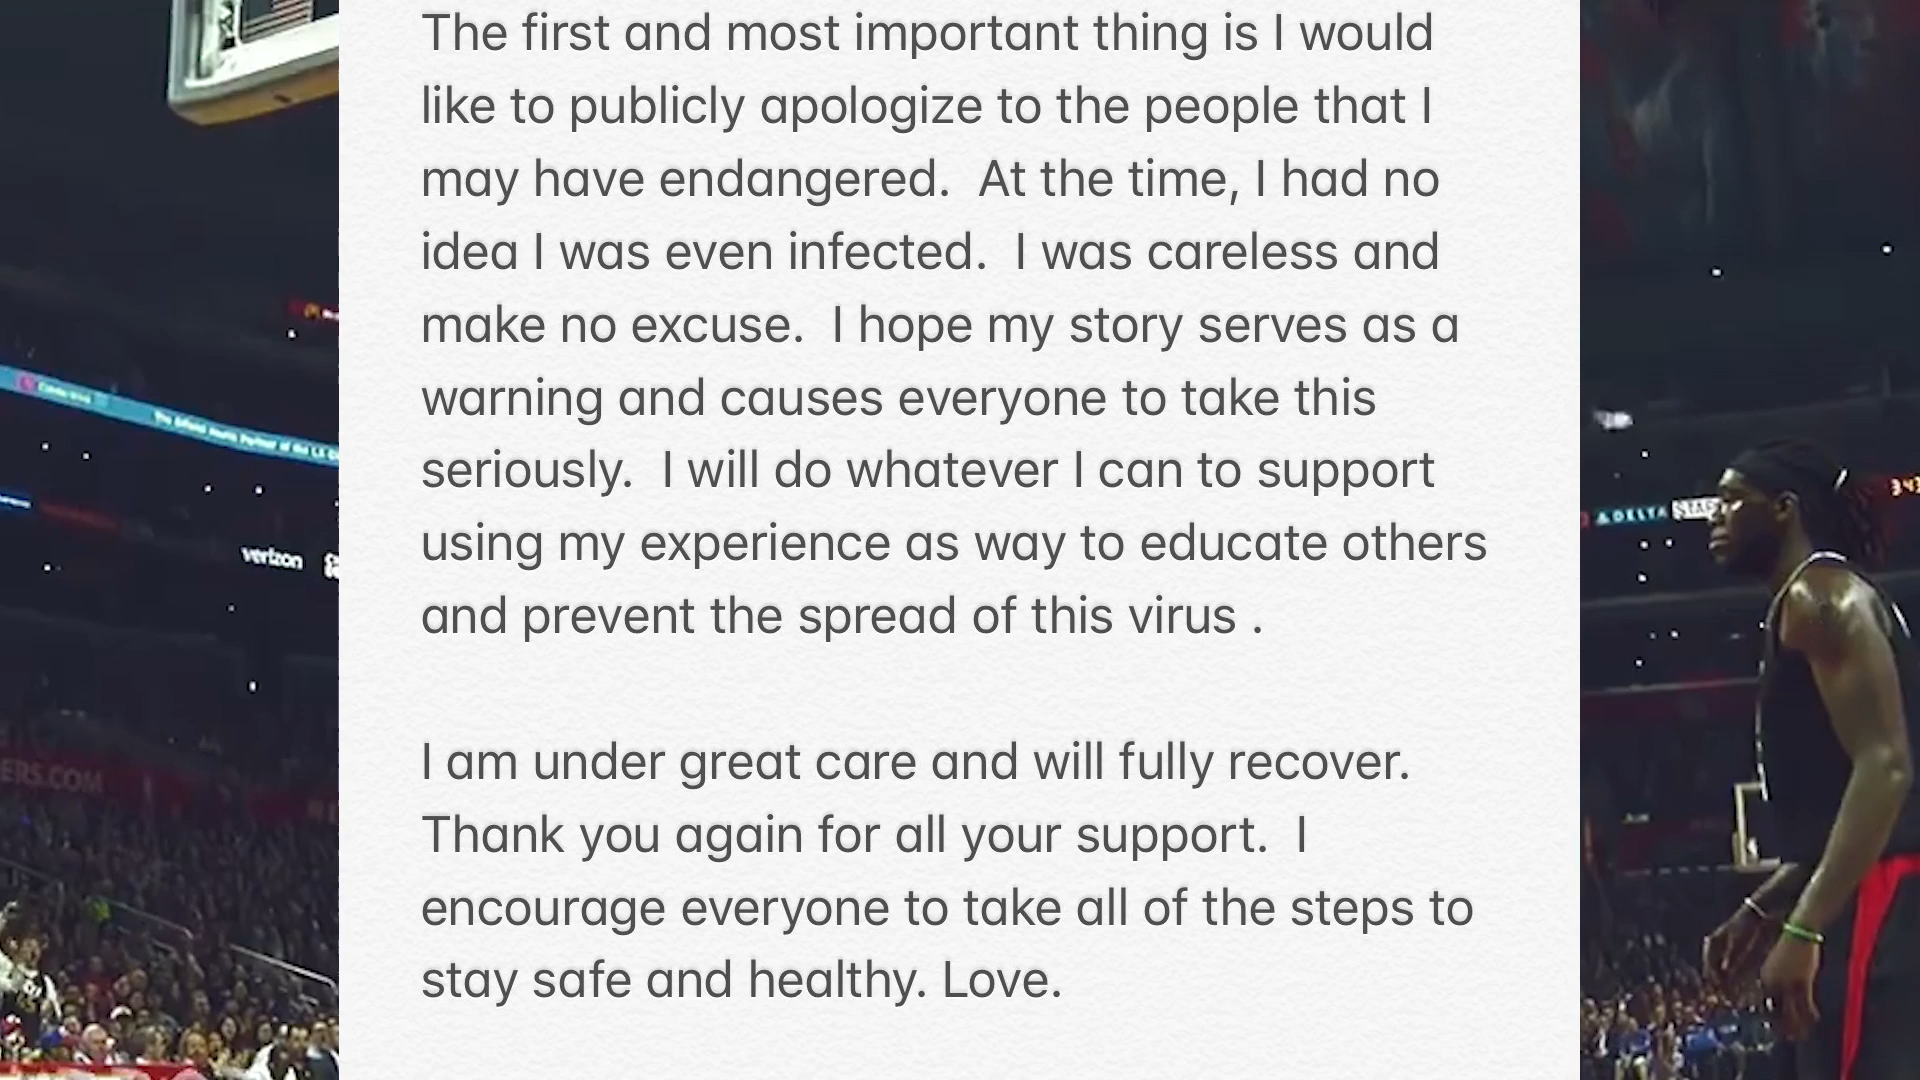 The first and most important thing is I would
like to publicly apologize to the people that I
may have endangered.  At the time, I had no
idea I was even infected.  I was careless and
make no excuse.  I hope my story serves as a
warning and causes everyone to take this
seriously.  I will do whatever I can to support
using my experience as way to educate others
and prevent the spread of this virus .
I am under great care and will fully recover.
Thank you again for all your support.  I
encourage everyone to take all of the steps to
stay safe and healthy. Love.
verizon
ERS.COM
DELTA
343